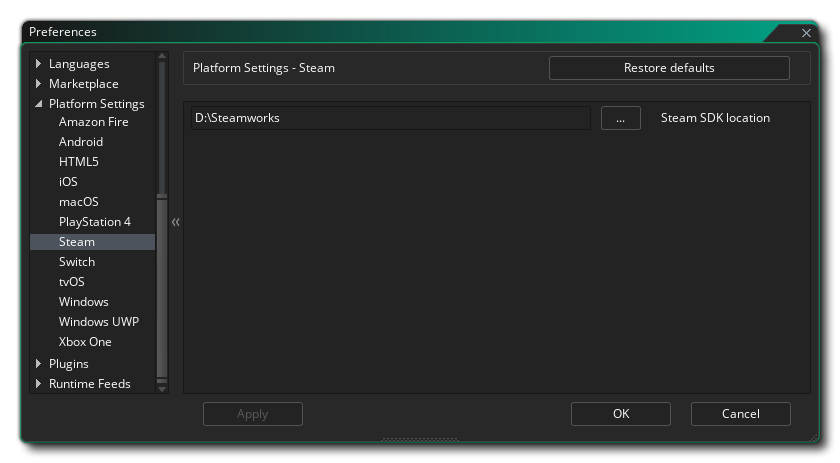 Preferences
Languages
Marketplace
Platform Settings
Amazon Fire
Android
HTML5
iOS
macOS
PlayStation 4
Steam
Switch
tvOS
Windows
Windows UWP
Xbox One
Plugins
Runtime Feeds
Platform Settings - Steam
Restore defaults
D:\Steamworks
...
Steam SDK location
Apply
OK
Cancel